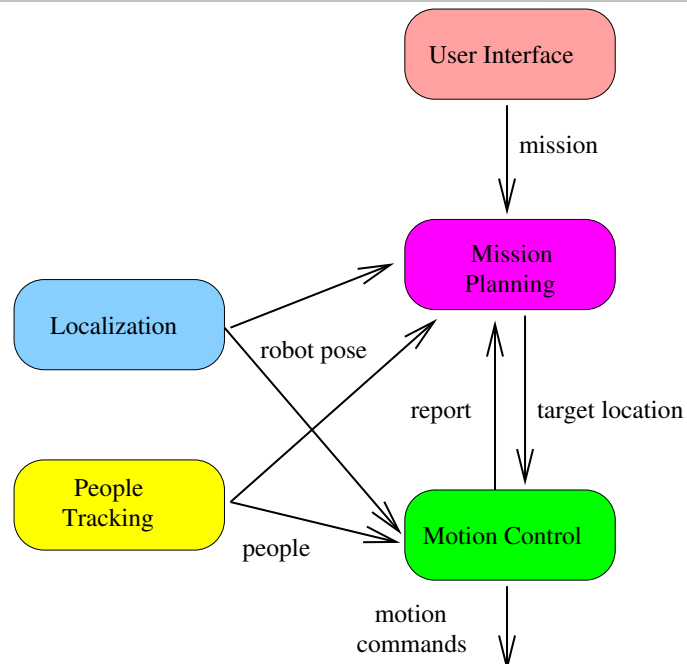 User Interface
mission
Mission
Planning
Localization
robot pose
report
target location
People
Tracking
people
Motion Control
motion
commands